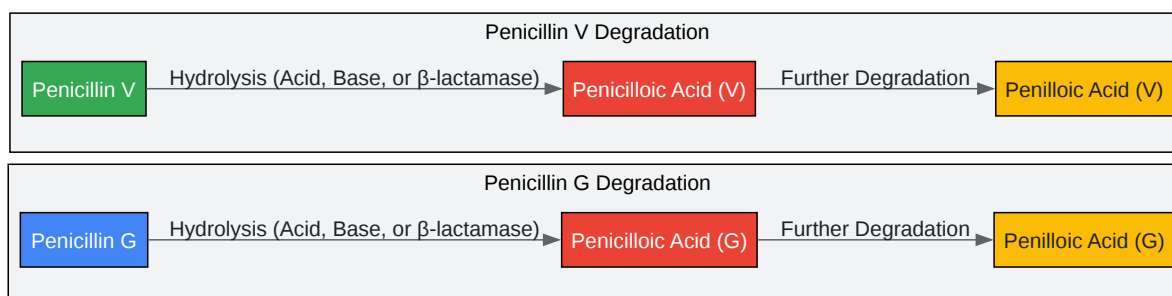 Penicillin V Degradation
Penicillin V
Hydrolysis (Acid, Base, or β-lactamase)
Penicilloic Acid (V)
Further Degradation
Penilloic Acid (V)
Penicillin G Degradation
Penicillin G
Hydrolysis (Acid, Base, or β-lactamase)
Penicilloic Acid (G)
Further Degradation
Penilloic Acid (G)